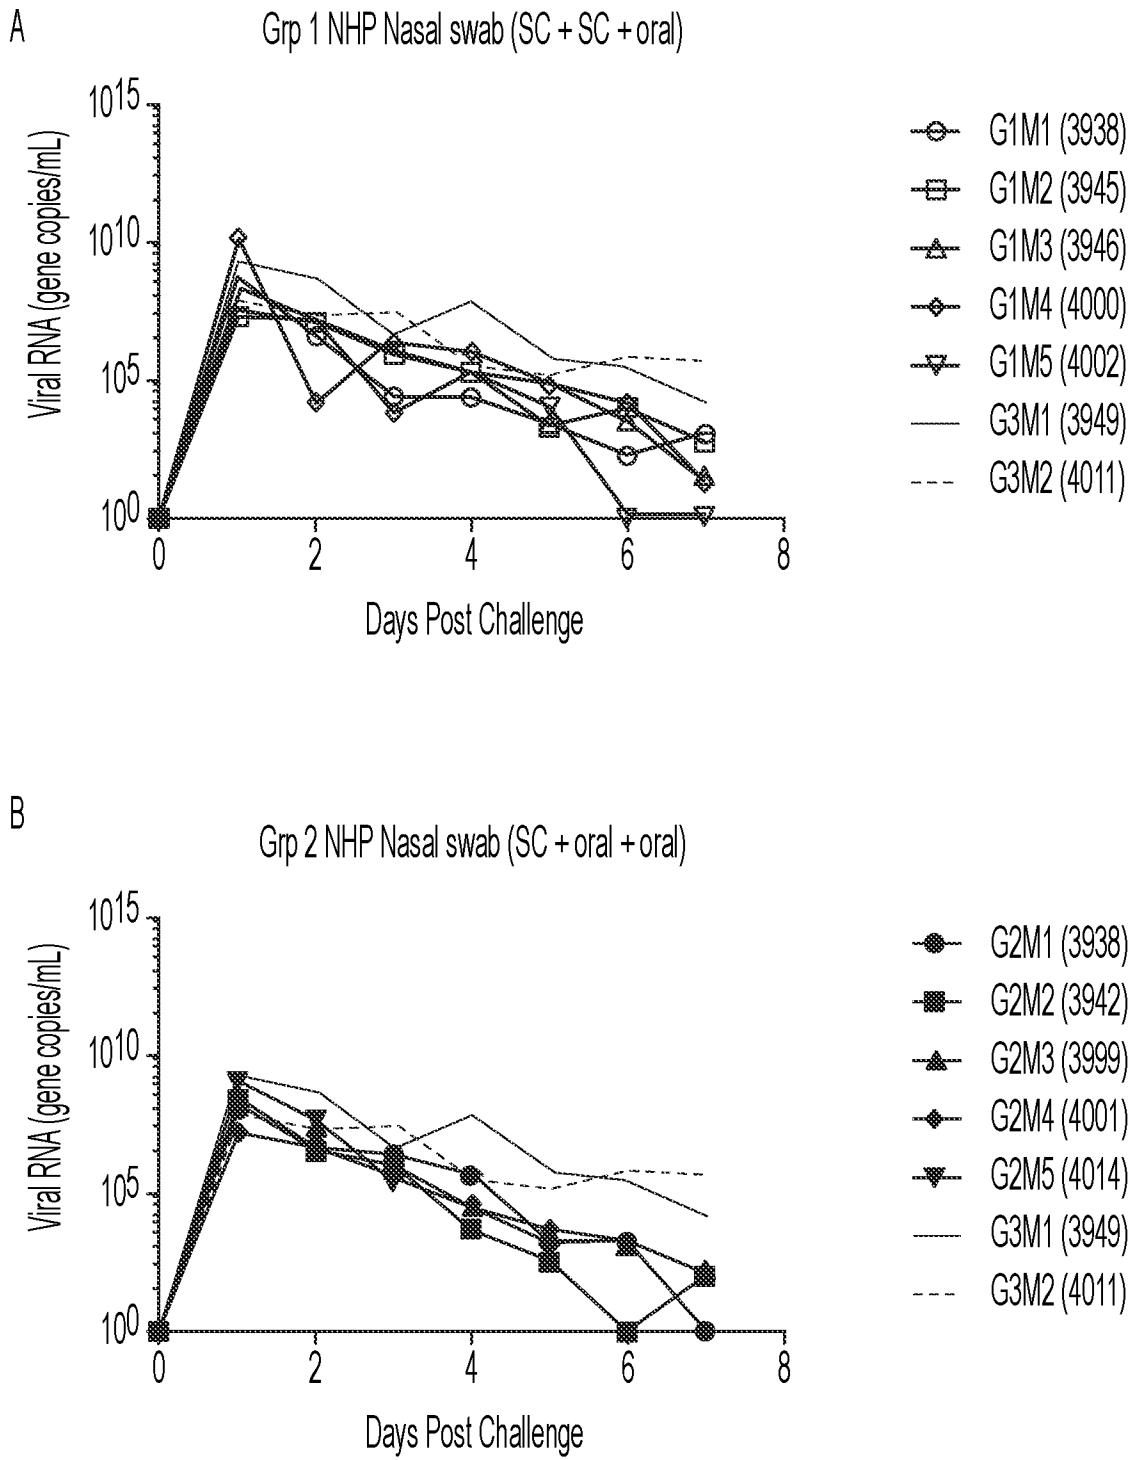 A
Grp 1 NHP Nasal swab (SC + SC + oral)
Viral RNA (gene copies/mL)
10^15
10^10
10^5
10^0
0 2 4 6 8
Days Post Challenge
G1M1 (3938)
G1M2 (3945)
G1M3 (3946)
G1M4 (4000)
G1M5 (4002)
G3M1 (3949)
G3M2 (4011)
B
Grp 2 NHP Nasal swab (SC + oral + oral)
Viral RNA (gene copies/mL)
10^15
10^10
10^5
10^0
0 2 4 6 8
Days Post Challenge
G2M1 (3938)
G2M2 (3942)
G2M3 (3999)
G2M4 (4001)
G2M5 (4014)
G3M1 (3949)
G3M2 (4011)